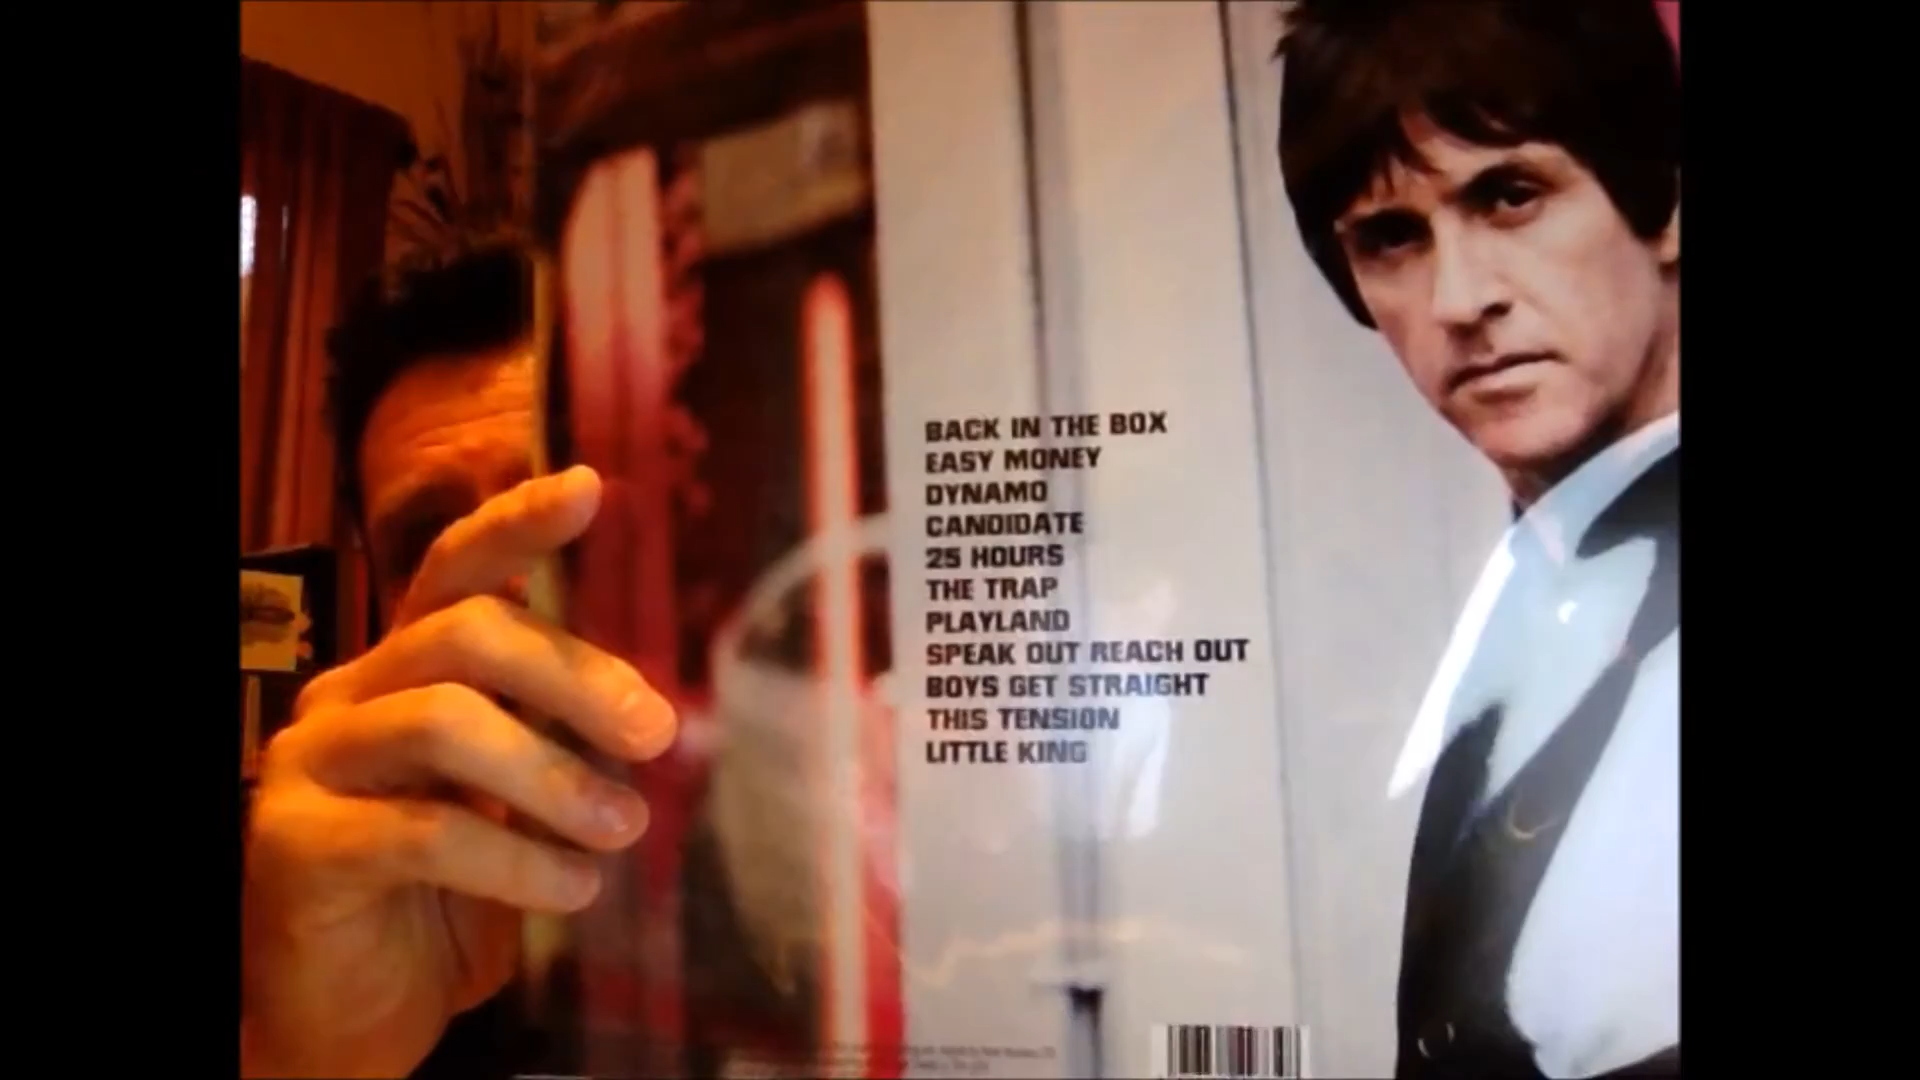 BACK IN THE BOX
EASY MONEY
DYNAMO
CANDIDATE
25 HOURS
THE TRAP
PLAYLAND
SPEAK OUT REACH OUT
BOYS GET STRAIGHT
THIS TENSION
LITTLE KING